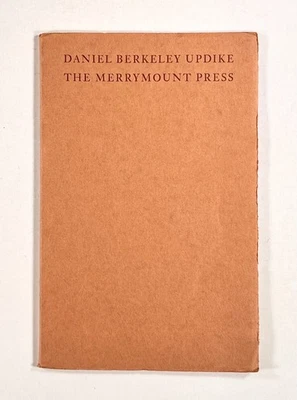 DANIEL BERKELEY UPDIKE
THE MERRYMOUNT PRESS